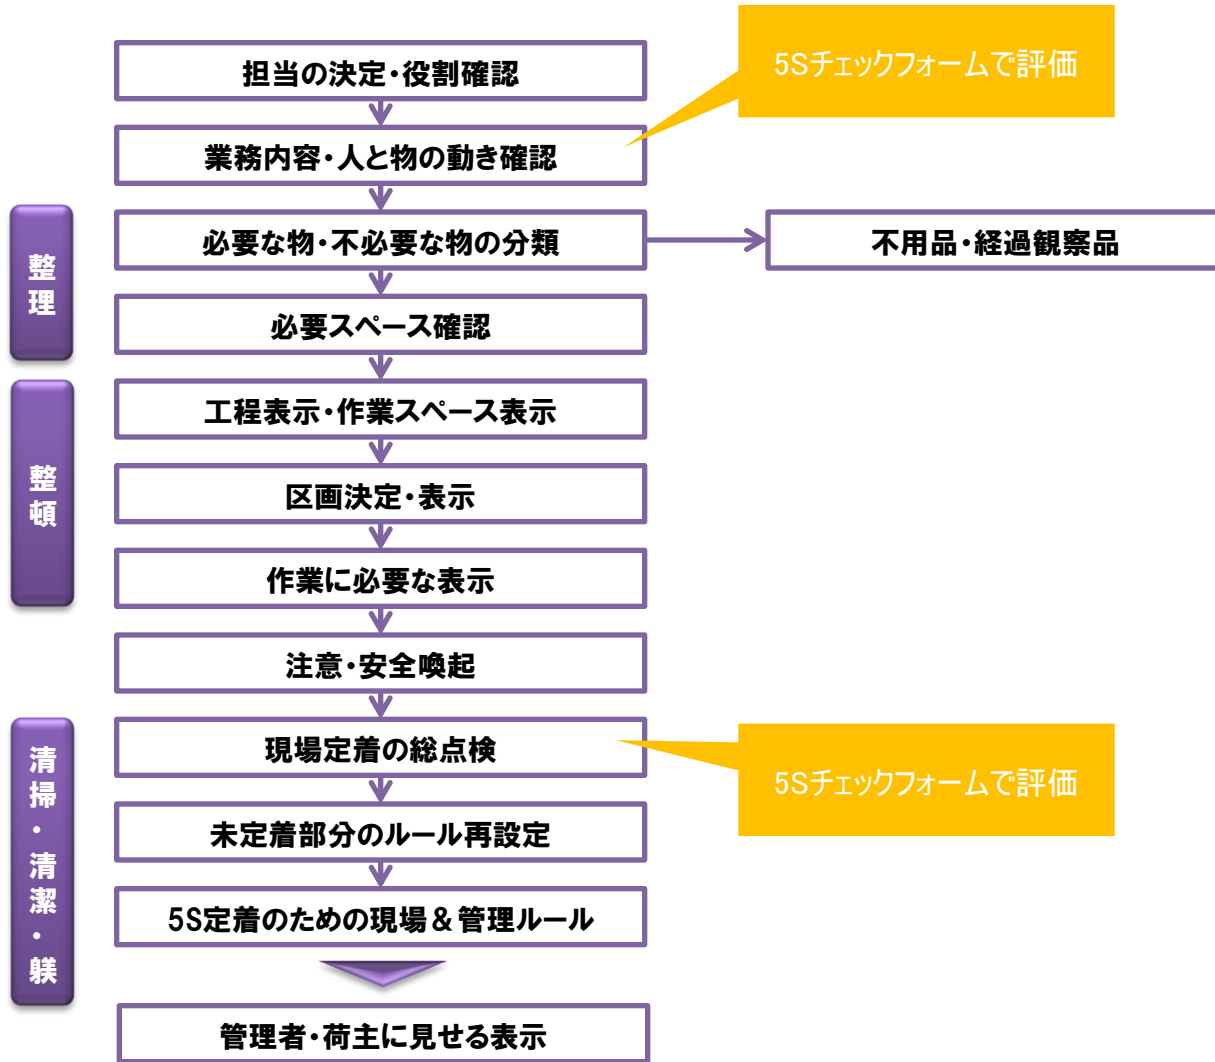 担当の決定・役割確認
5Sチェックフォームで評価
業務内容・人と物の動き確認
整理
必要な物・不必要な物の分類
不用品・経過観察品
必要スペース確認
整頓
工程表示・作業スペース表示
区画決定・表示
作業に必要な表示
注意・安全喚起
清掃・清潔・躾
現場定着の総点検
5Sチェックフォームで評価
未定着部分のルール再設定
5S定着のための現場＆管理ルール
管理者・荷主に見せる表示